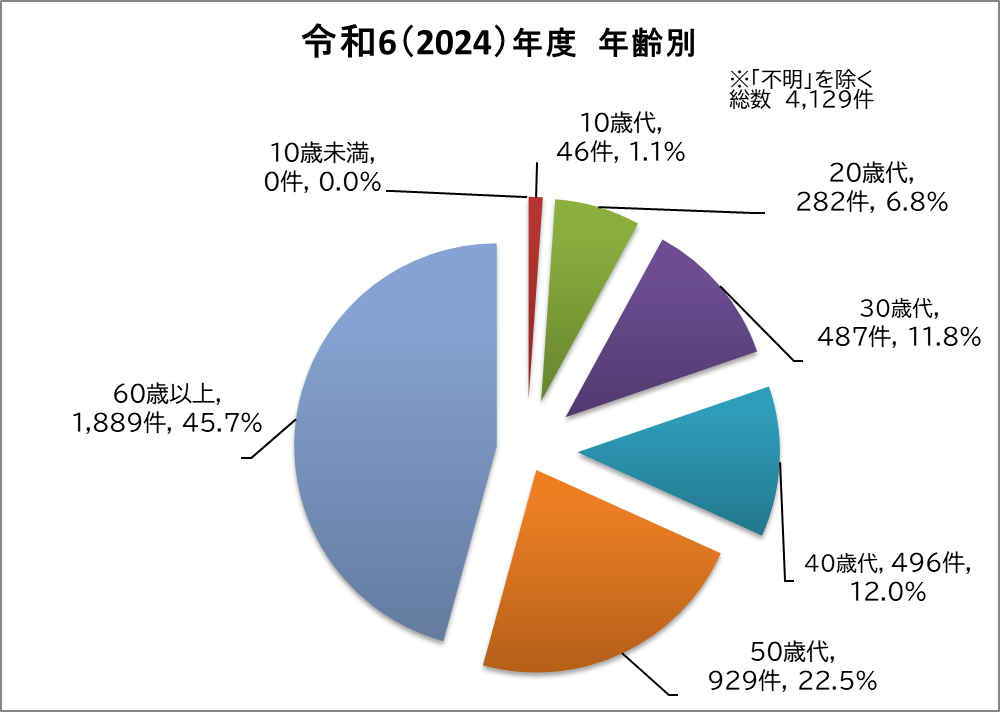 令和6（2024）年度　年齢別
※「不明」を除く
総数　4,129件
10歳未満,
0件, 0.0%
10歳代,
46件, 1.1%
20歳代,
282件, 6.8%
30歳代,
487件, 11.8%
40歳代, 496件,
12.0%
50歳代,
929件, 22.5%
60歳以上,
1,889件, 45.7%